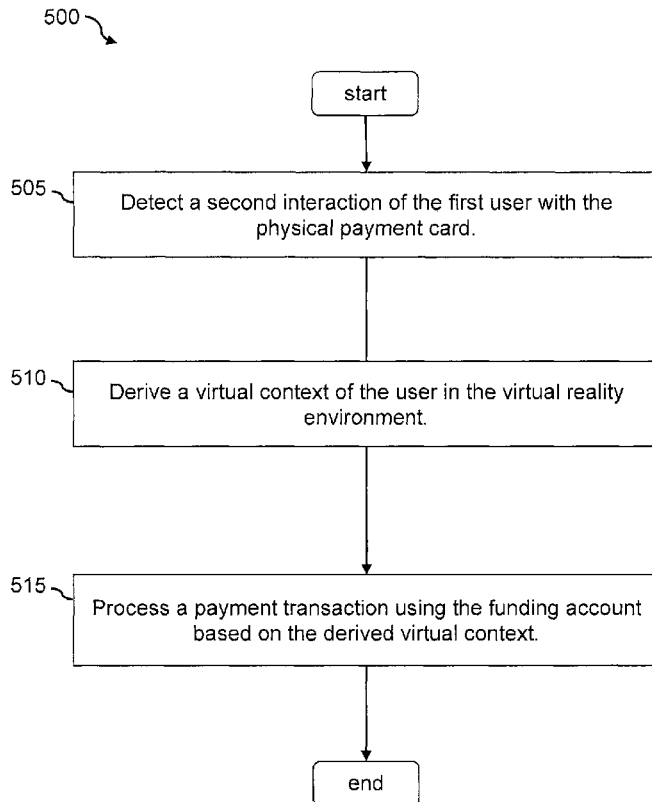 500
start
505
Detect a second interaction of the first user with the
physical payment card.
510
Derive a virtual context of the user in the virtual reality
environment.
515
Process a payment transaction using the funding account
based on the derived virtual context.
end